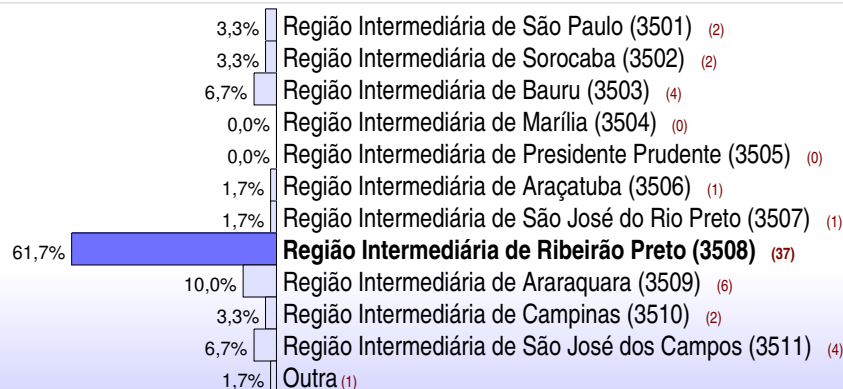 3,3% Região Intermediária de São Paulo (3501) (2)
3,3% Região Intermediária de Sorocaba (3502) (2)
6,7% Região Intermediária de Bauru (3503) (4)
0,0% Região Intermediária de Marília (3504) (0)
0,0% Região Intermediária de Presidente Prudente (3505) (0)
1,7% Região Intermediária de Araçatuba (3506) (1)
1,7% Região Intermediária de São José do Rio Preto (3507) (1)
61,7% Região Intermediária de Ribeirão Preto (3508) (37)
10,0% Região Intermediária de Araraquara (3509) (6)
3,3% Região Intermediária de Campinas (3510) (2)
6,7% Região Intermediária de São José dos Campos (3511) (4)
1,7% Outra (1)